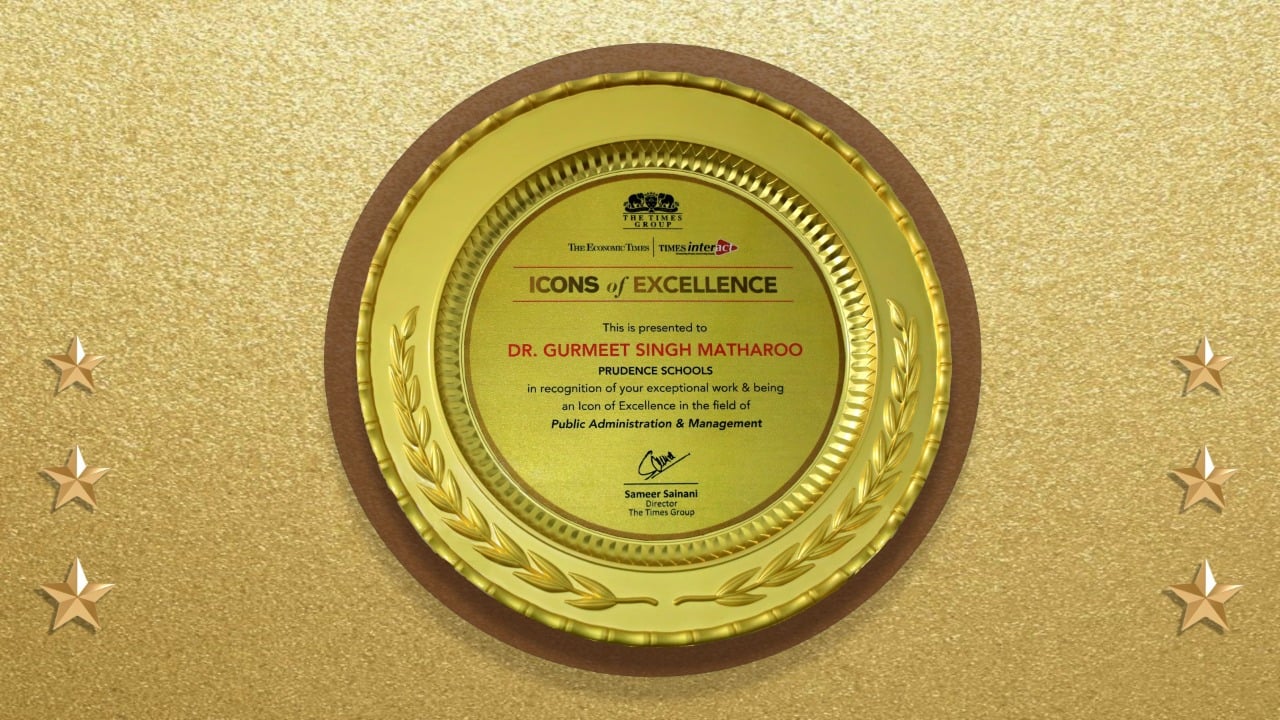 THE TIMES
GROUP
THE ECONOMIC TIMES | TIMES interact
ICONS of EXCELLENCE
This is presented to
DR. GURMEET SINGH MATHAROO
PRUDENCE SCHOOLS
in recognition of your exceptional work & being
an Icon of Excellence in the field of
Public Administration & Management
Sameer Sainani
Director
The Times Group